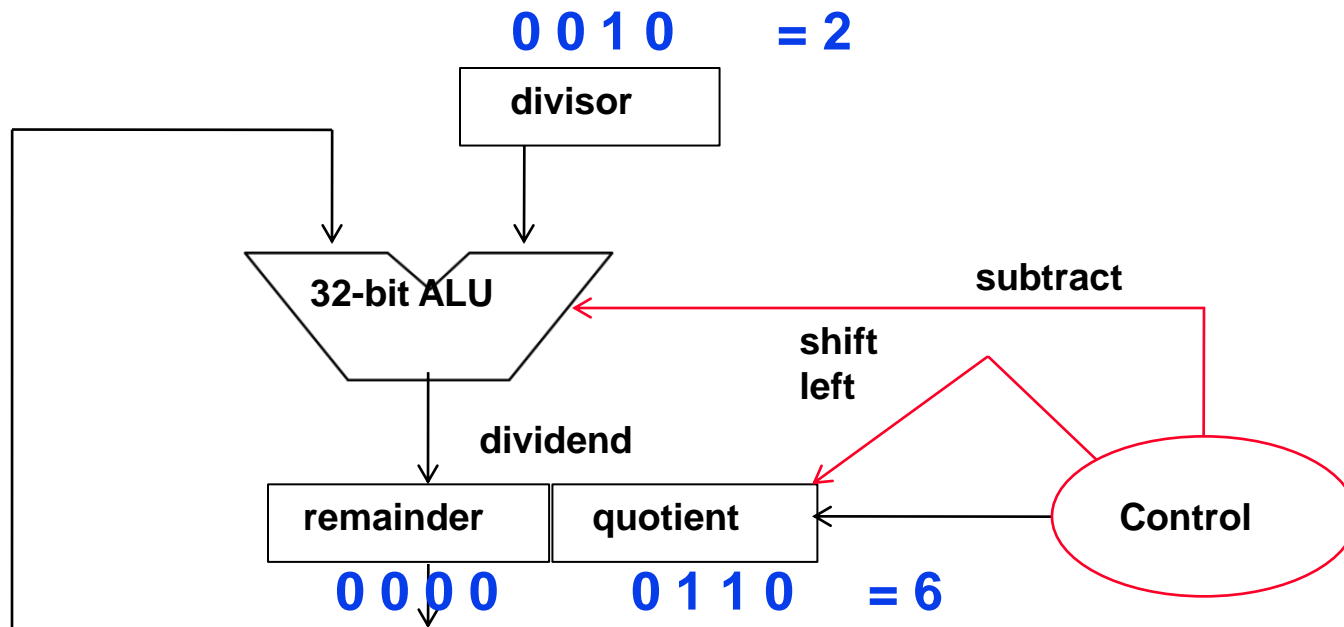 0 0 1 0 = 2
divisor
32-bit ALU
subtract
shift
left
dividend
remainder
quotient
Control
0 0 0 0 0 1 1 0 = 6